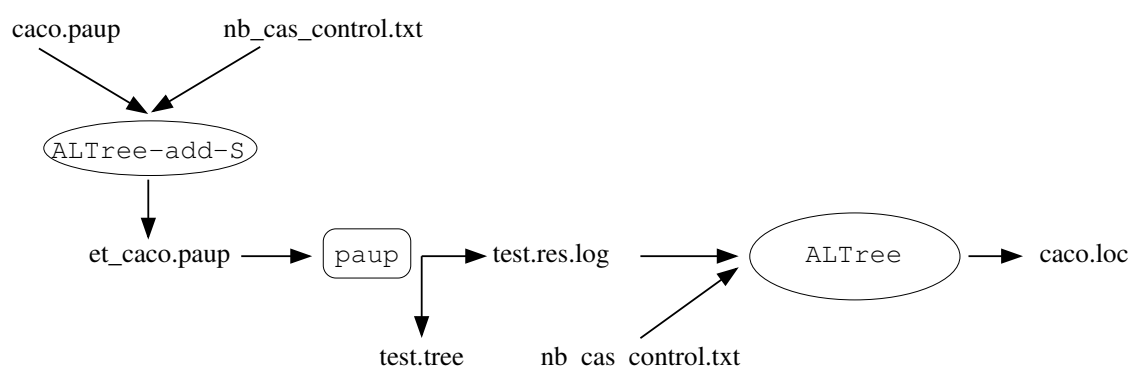 caco.paup nb_cas_control.txt
ALTree-add-S
et_caco.paup paup test.res.log ALTree caco.loc
test.tree nb cas control.txt